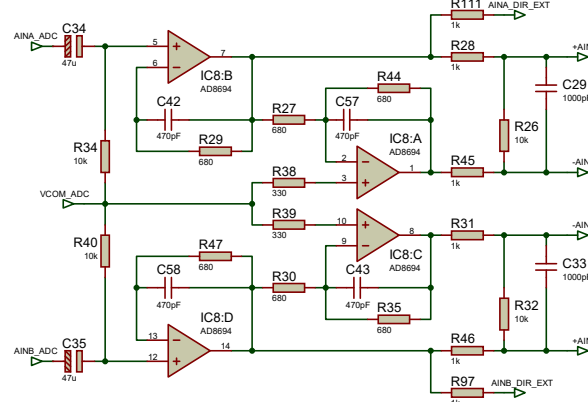 R111
1k
AINA_DIR_EXT
C34
AINA_ADC
47u
5
6
7
IC8:B
AD8694
R28
1k
+AIN
C29
1000p
R44
680
C42
470pF
R27
680
C57
470pF
R29
680
R34
10k
R26
10k
IC8:A
AD8694
2
3
1
R45
1k
-AIN
R38
330
VCOM_ADC
R39
330
10
9
8
IC8:C
AD8694
R31
1k
-AIN
R40
10k
R47
680
C58
470pF
R30
680
C43
470pF
R35
680
C33
1000p
R32
10k
IC8:D
AD8694
13
12
14
AINB_ADC
C35
47u
R46
1k
+AIN
R97
1k
AINB_DIR_EXT